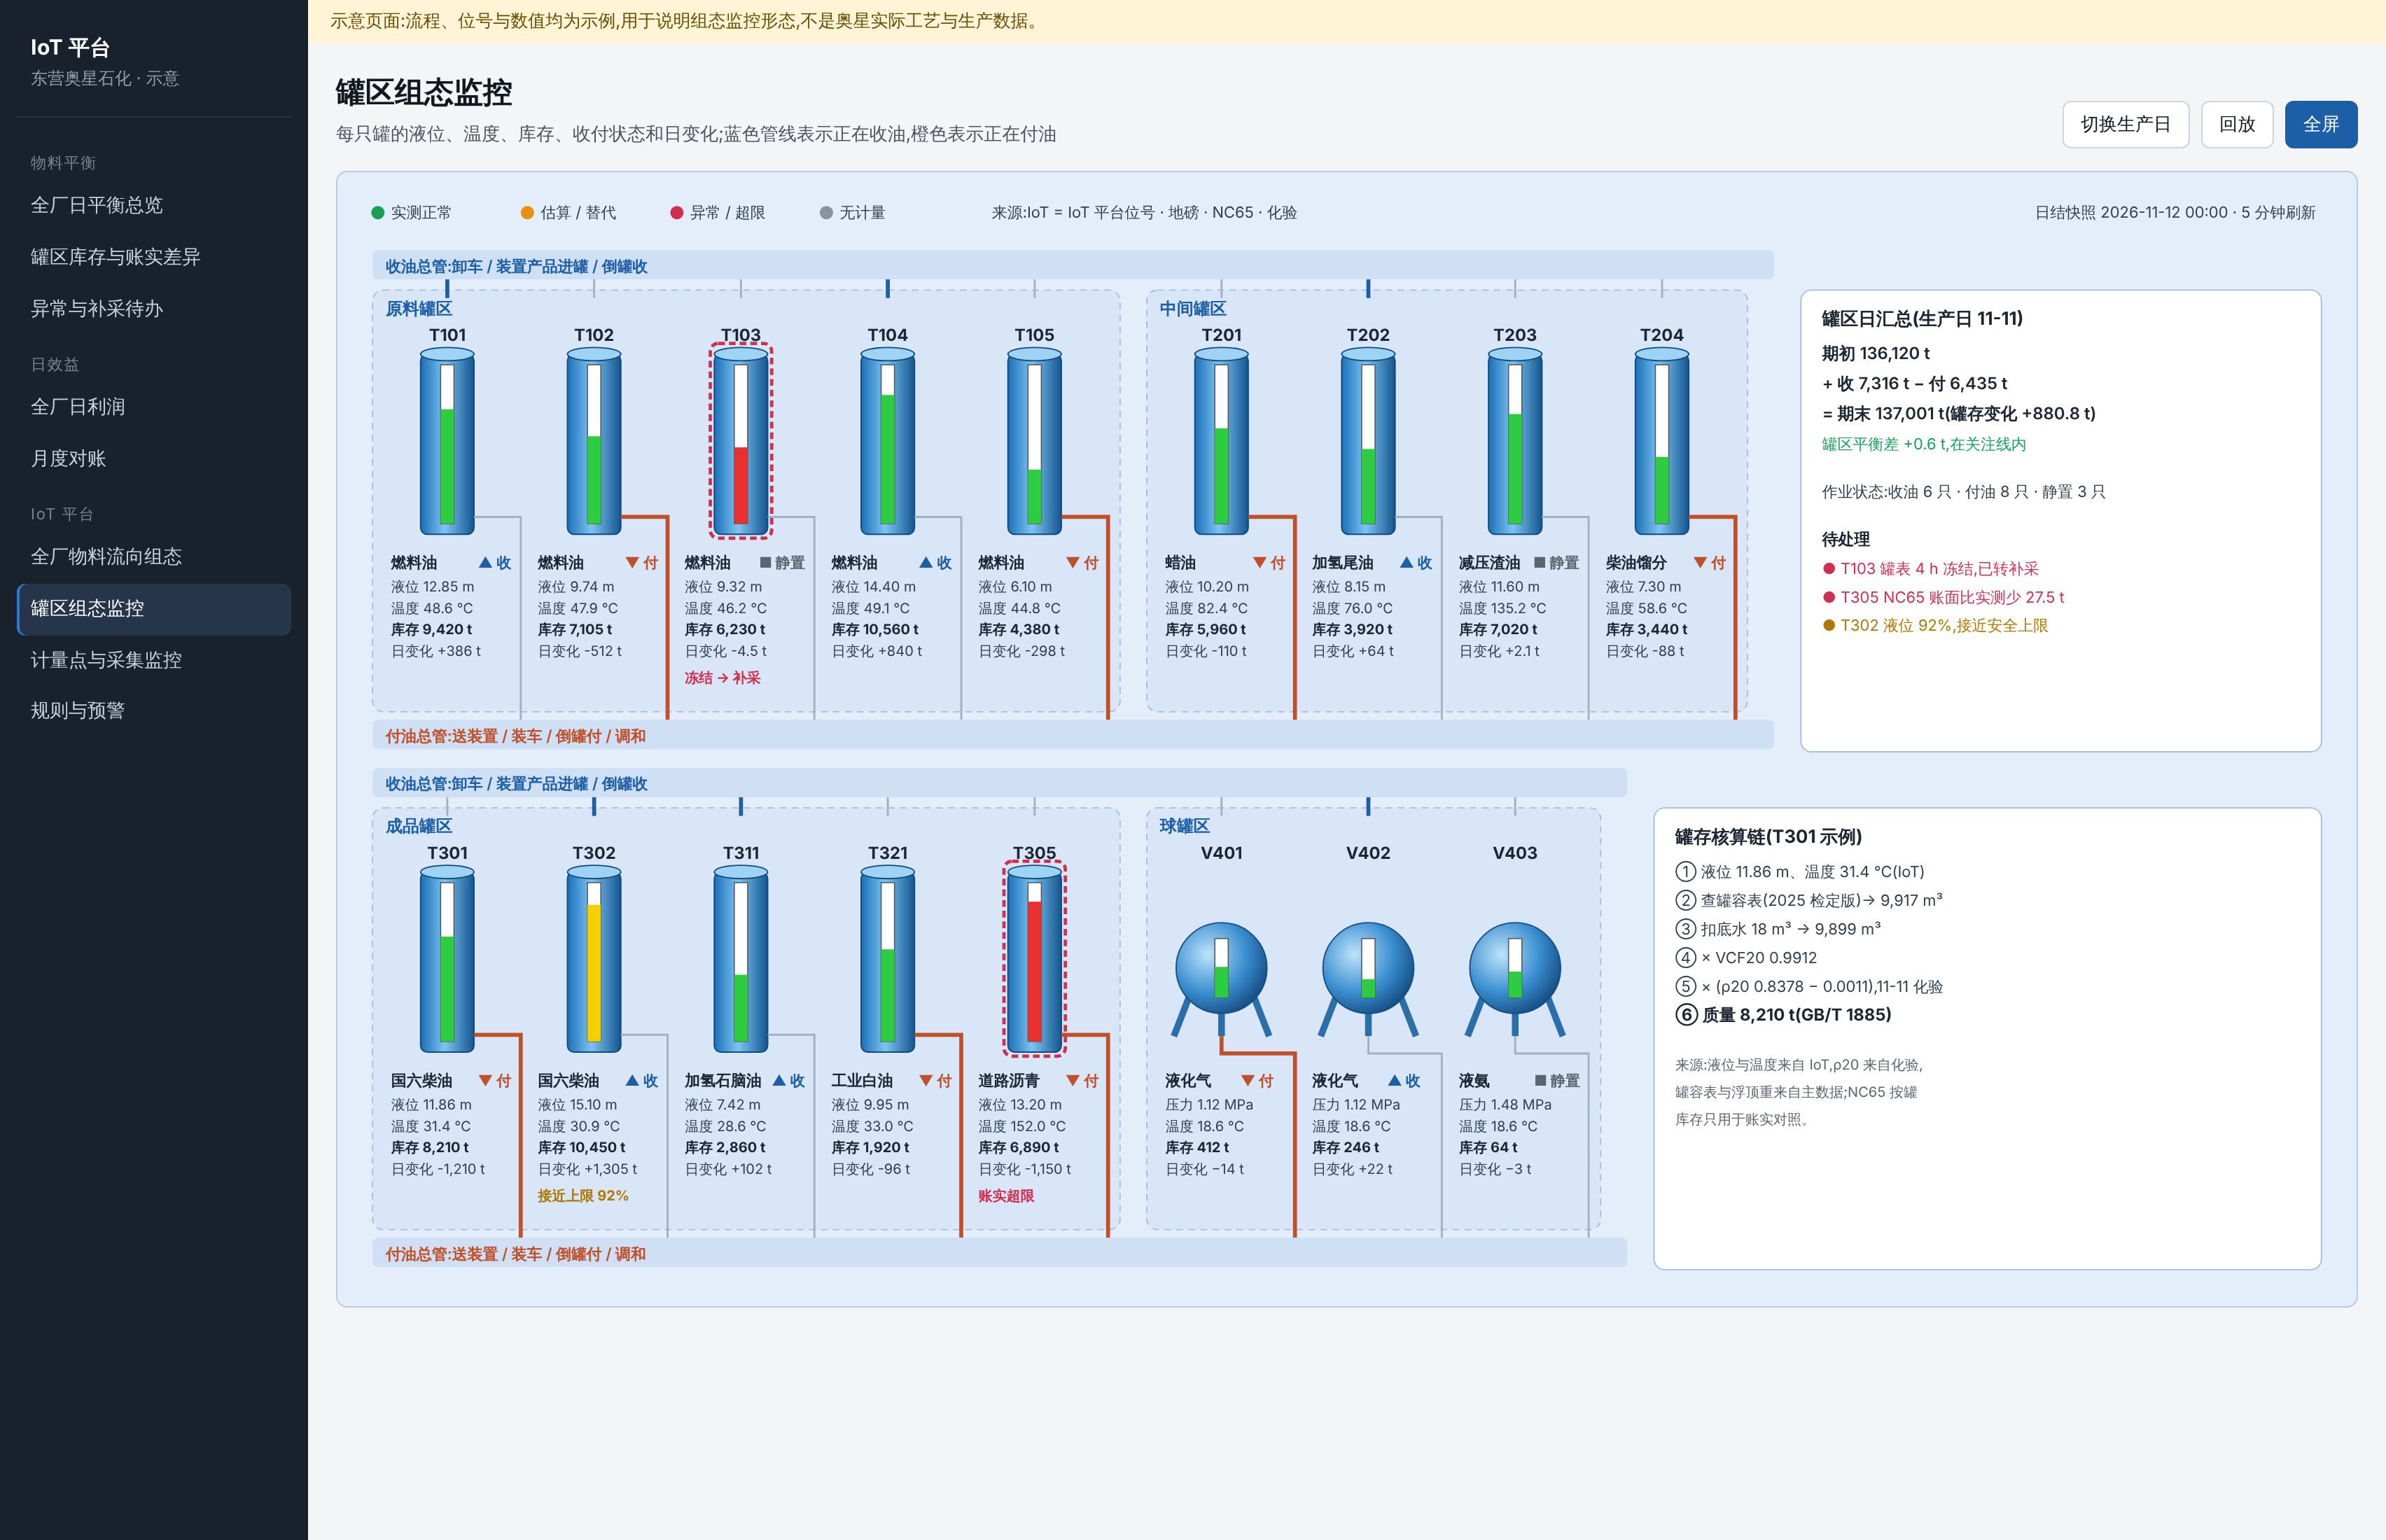 IoT 平台
东营奥星石化 · 示意
物料平衡
全厂日平衡总览
罐区库存与账实差异
异常与补采待办
日效益
全厂日利润
月度对账
IoT 平台
全厂物料流向组态
罐区组态监控
计量点与采集监控
规则与预警
示意页面:流程、位号与数值均为示例,用于说明组态监控形态,不是奥星实际工艺与生产数据。
罐区组态监控
每只罐的液位、温度、库存、收付状态和日变化;蓝色管线表示正在收油,橙色表示正在付油
切换生产日 回放 全屏
实测正常 估算 / 替代 异常 / 超限 无计量 来源:IoT = IoT 平台位号 · 地磅 · NC65 · 化验 日结快照 2026-11-12 00:00 · 5 分钟刷新
收油总管:卸车 / 装置产品进罐 / 倒罐收
原料罐区
T101 T102 T103 T104 T105
燃料油 ▲ 收 燃料油 ▼ 付 燃料油 ■ 静置 燃料油 ▲ 收 燃料油 ▼ 付
液位 12.85 m 液位 9.74 m 液位 9.32 m 液位 14.40 m 液位 6.10 m
温度 48.6 °C 温度 47.9 °C 温度 46.2 °C 温度 49.1 °C 温度 44.8 °C
库存 9,420 t 库存 7,105 t 库存 6,230 t 库存 10,560 t 库存 4,380 t
日变化 +386 t 日变化 -512 t 日变化 -4.5 t 日变化 +840 t 日变化 -298 t
冻结 → 补采
中间罐区
T201 T202 T203 T204
蜡油 ▼ 付 加氢尾油 ▲ 收 减压渣油 ■ 静置 柴油馏分 ▼ 付
液位 10.20 m 液位 8.15 m 液位 11.60 m 液位 7.30 m
温度 82.4 °C 温度 76.0 °C 温度 135.2 °C 温度 58.6 °C
库存 5,960 t 库存 3,920 t 库存 7,020 t 库存 3,440 t
日变化 -110 t 日变化 +64 t 日变化 +2.1 t 日变化 -88 t
付油总管:送装置 / 装车 / 倒罐付 / 调和
罐区日汇总(生产日 11-11)
期初 136,120 t
+ 收 7,316 t − 付 6,435 t
= 期末 137,001 t(罐存变化 +880.8 t)
罐区平衡差 +0.6 t,在关注线内
作业状态:收油 6 只 · 付油 8 只 · 静置 3 只
待处理
● T103 罐表 4 h 冻结,已转补采
● T305 NC65 账面比实测少 27.5 t
● T302 液位 92%,接近安全上限
收油总管:卸车 / 装置产品进罐 / 倒罐收
成品罐区
T301 T302 T311 T321 T305
国六柴油 ▼ 付 国六柴油 ▲ 收 加氢石脑油 ▲ 收 工业白油 ▼ 付 道路沥青 ▼ 付
液位 11.86 m 液位 15.10 m 液位 7.42 m 液位 9.95 m 液位 13.20 m
温度 31.4 °C 温度 30.9 °C 温度 28.6 °C 温度 33.0 °C 温度 152.0 °C
库存 8,210 t 库存 10,450 t 库存 2,860 t 库存 1,920 t 库存 6,890 t
日变化 -1,210 t 日变化 +1,305 t 日变化 +102 t 日变化 -96 t 日变化 -1,150 t
接近上限 92% 账实超限
球罐区
V401 V402 V403
液化气 ▼ 付 液化气 ▲ 收 液氨 ■ 静置
压力 1.12 MPa 压力 1.12 MPa 压力 1.48 MPa
温度 18.6 °C 温度 18.6 °C 温度 18.6 °C
库存 412 t 库存 246 t 库存 64 t
日变化 −14 t 日变化 +22 t 日变化 −3 t
付油总管:送装置 / 装车 / 倒罐付 / 调和
罐存核算链(T301 示例)
① 液位 11.86 m、温度 31.4 °C(IoT)
② 查罐容表(2025 检定版)→ 9,917 m³
③ 扣底水 18 m³ → 9,899 m³
④ × VCF20 0.9912
⑤ × (ρ20 0.8378 − 0.0011),11-11 化验
⑥ 质量 8,210 t(GB/T 1885)
来源:液位与温度来自 IoT,ρ20 来自化验,
罐容表与浮顶重来自主数据;NC65 按罐
库存只用于账实对照。